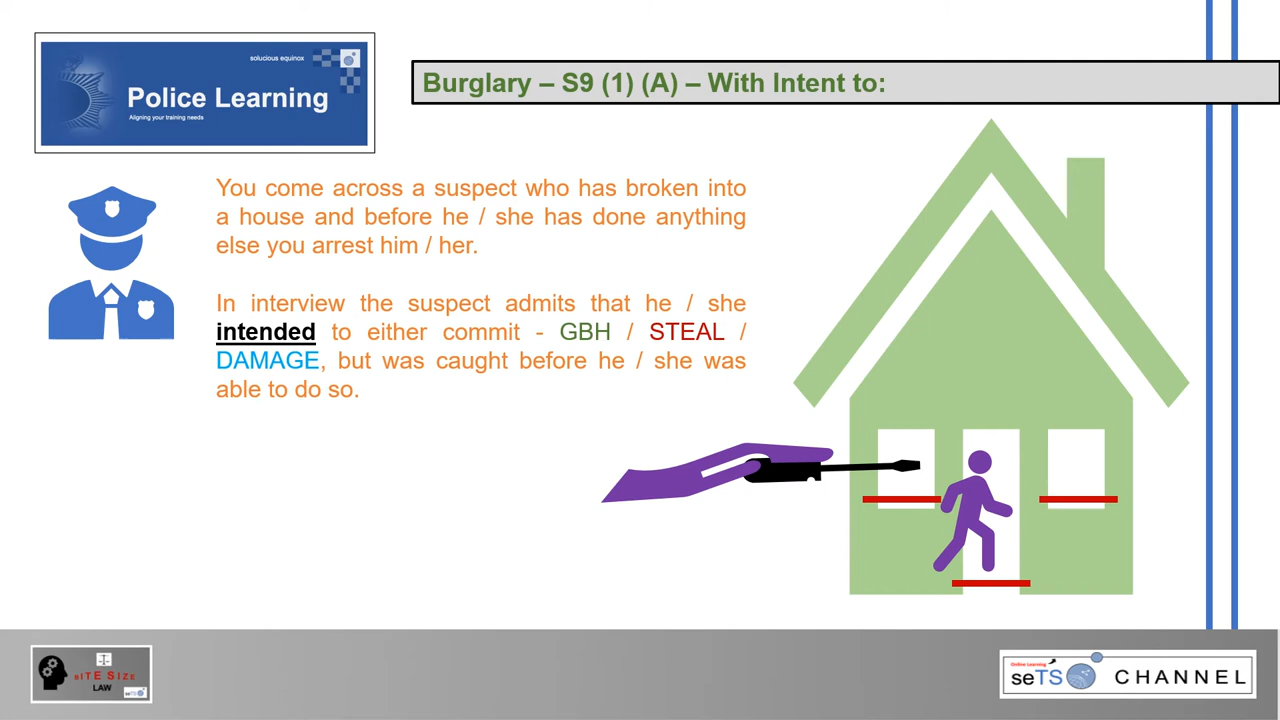 solucious equinox
Police Learning
Aligning your training needs
Burglary – S9 (1) (A) – With Intent to:
You come across a suspect who has broken into
a house and before he / she has done anything
else you arrest him / her.
In interview the suspect admits that he / she
intended to either commit - GBH / STEAL /
DAMAGE, but was caught before he / she was
able to do so.
BITE SIZE
LAW
seTS
Online Learning
seTS CHANNEL